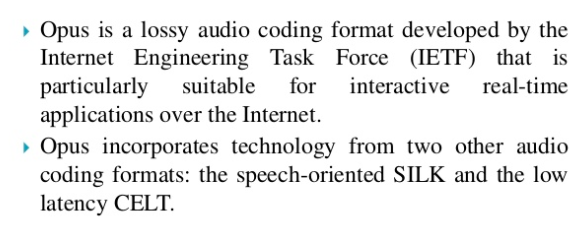 Opus is a lossy audio coding format developed by the
Internet Engineering Task Force (IETF) that is
particularly suitable for interactive real-time
applications over the Internet.
Opus incorporates technology from two other audio
coding formats: the speech-oriented SILK and the low
latency CELT.